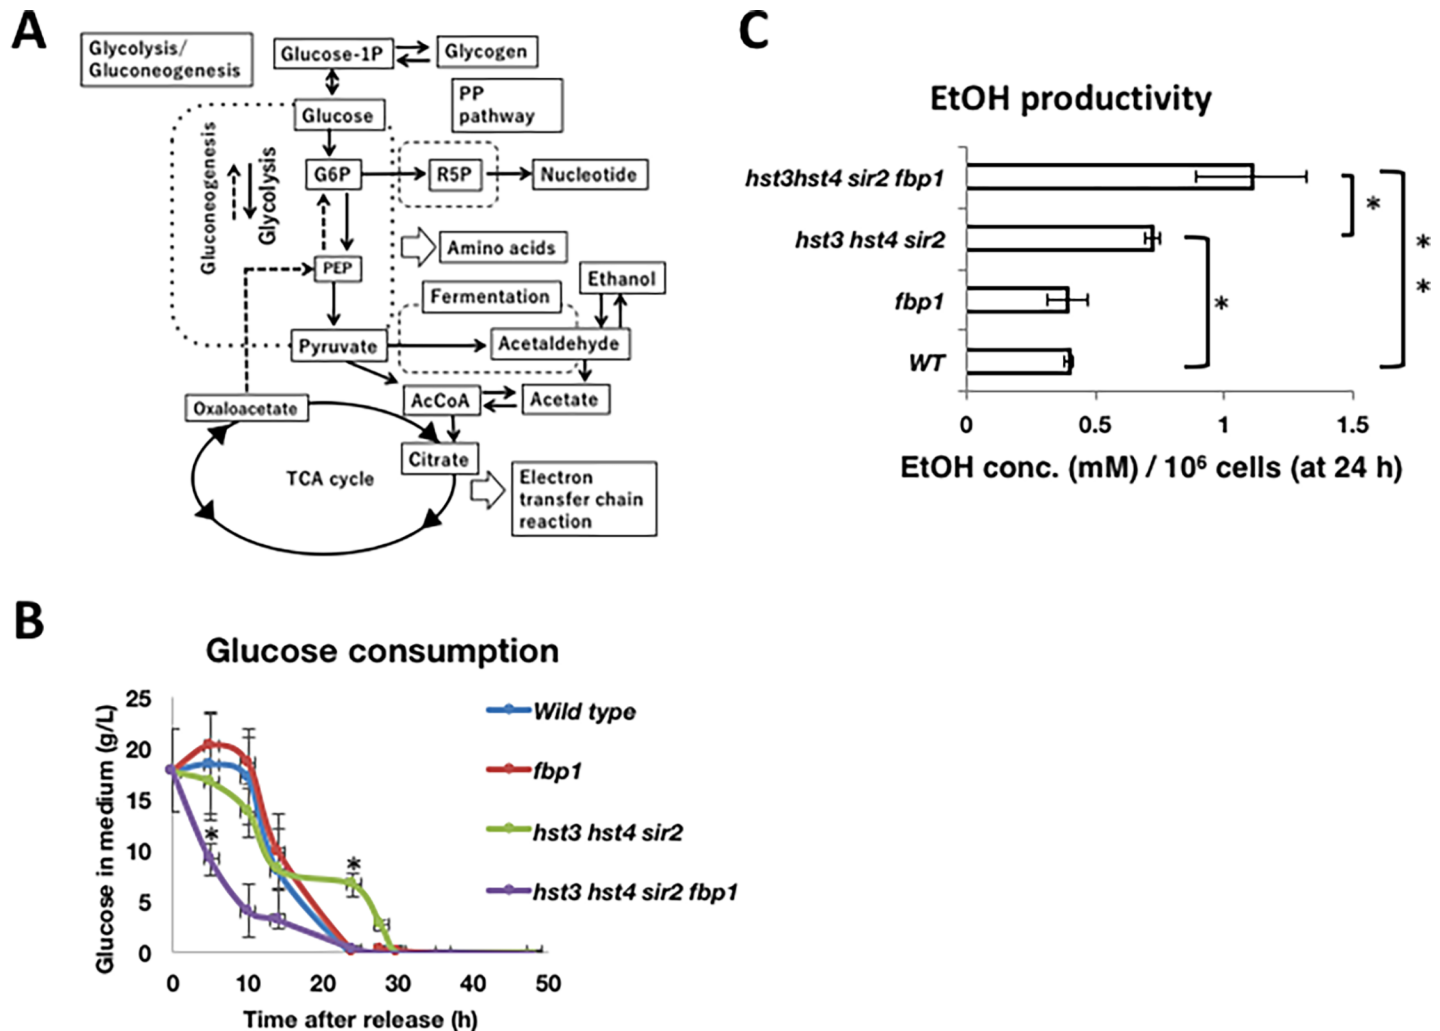 A
Glycolysis/
Gluconeogenesis
Glucose-1P
Glycogen
PP
pathway
Glucose
Gluconeogenesis
Glycolysis
G6P
R5P
Nucleotide
Amino acids
PEP
Ethanol
Fermentation
Pyruvate
Acetaldehyde
AcCoA
Acetate
Oxaloacetate
Citrate
TCA cycle
Electron
transfer chain
reaction
B
Glucose consumption
Glucose in medium (g/L)
25
20
15
10
5
0
*
*
0 10 20 30 40 50
Time after release (h)
Wild type
fbp1
hst3 hst4 sir2
hst3 hst4 sir2 fbp1
C
EtOH productivity
hst3hst4 sir2 fbp1
hst3 hst4 sir2
fbp1
WT
*
*
*
*
0 0.5 1 1.5
EtOH conc. (mM) / 10⁶ cells (at 24 h)